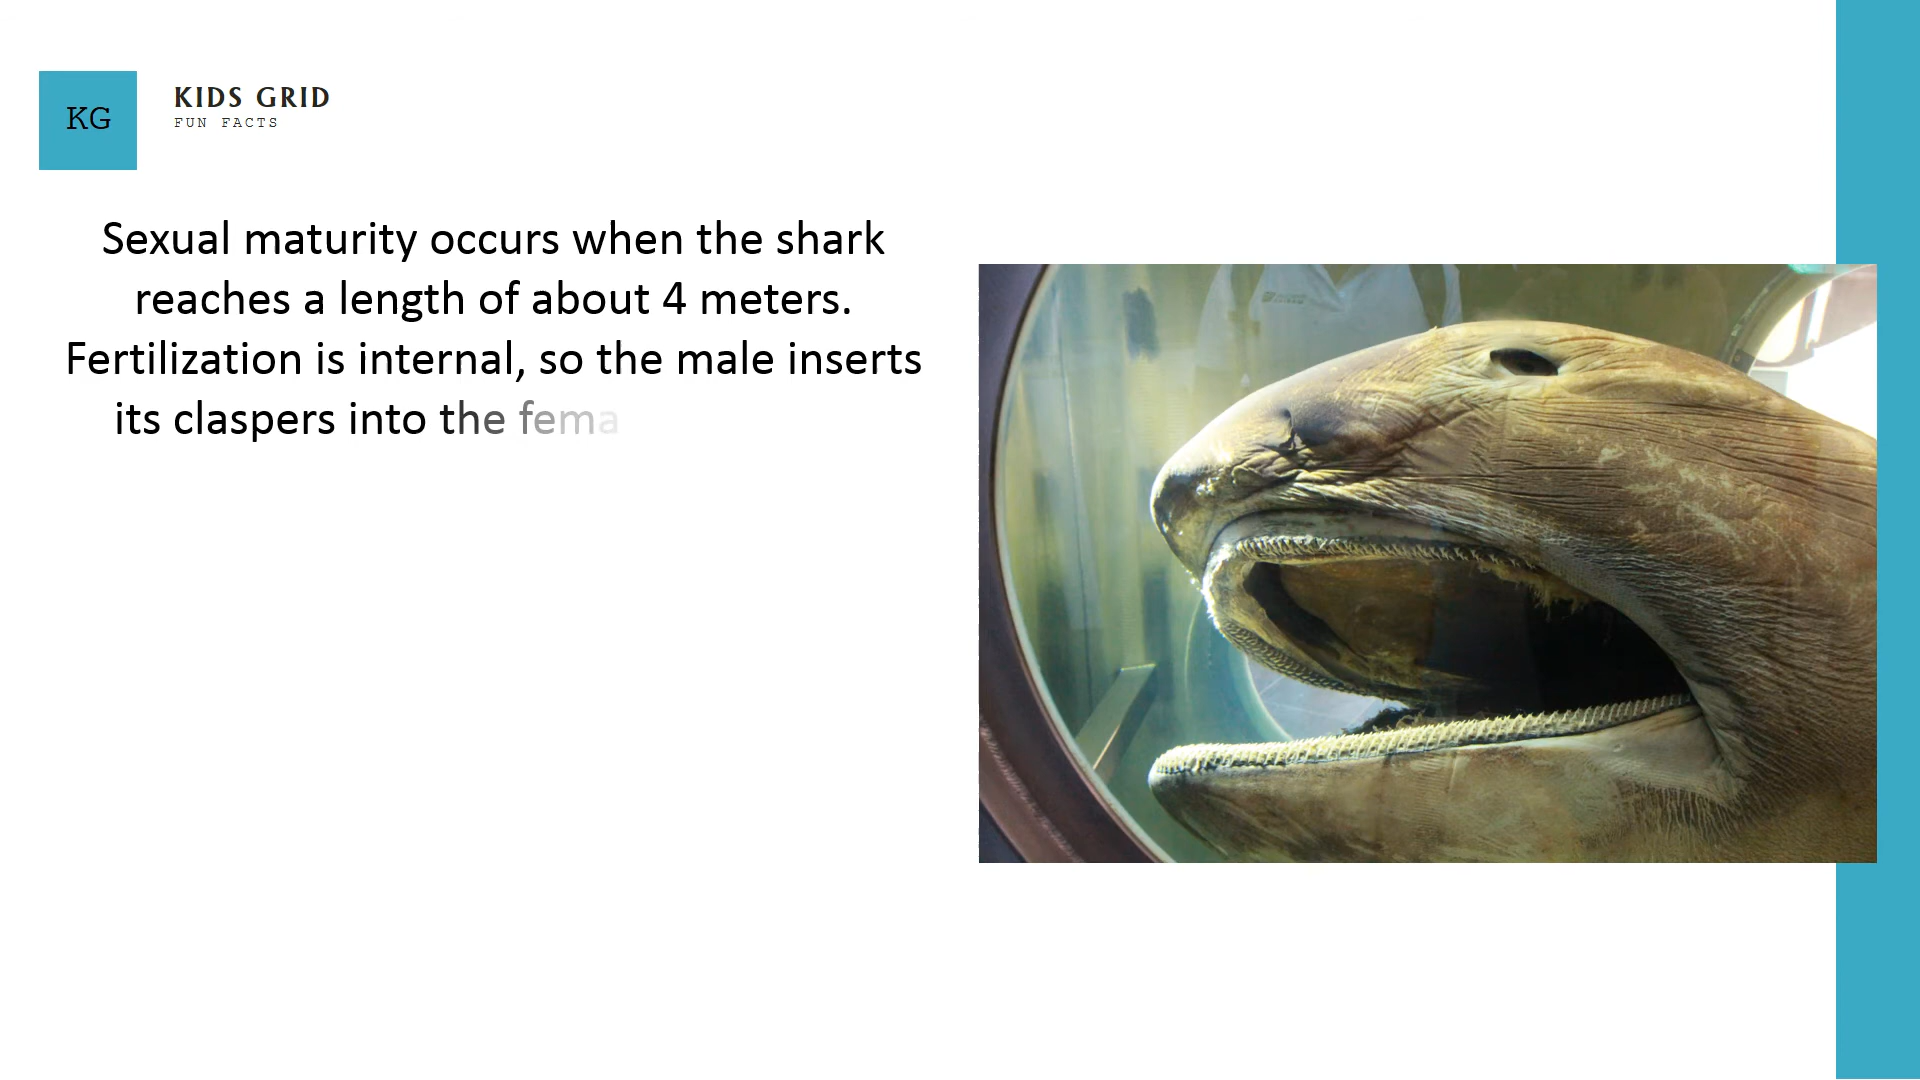 KG
KIDS GRID
FUN FACTS
Sexual maturity occurs when the shark
reaches a length of about 4 meters.
Fertilization is internal, so the male inserts
its claspers into the fema